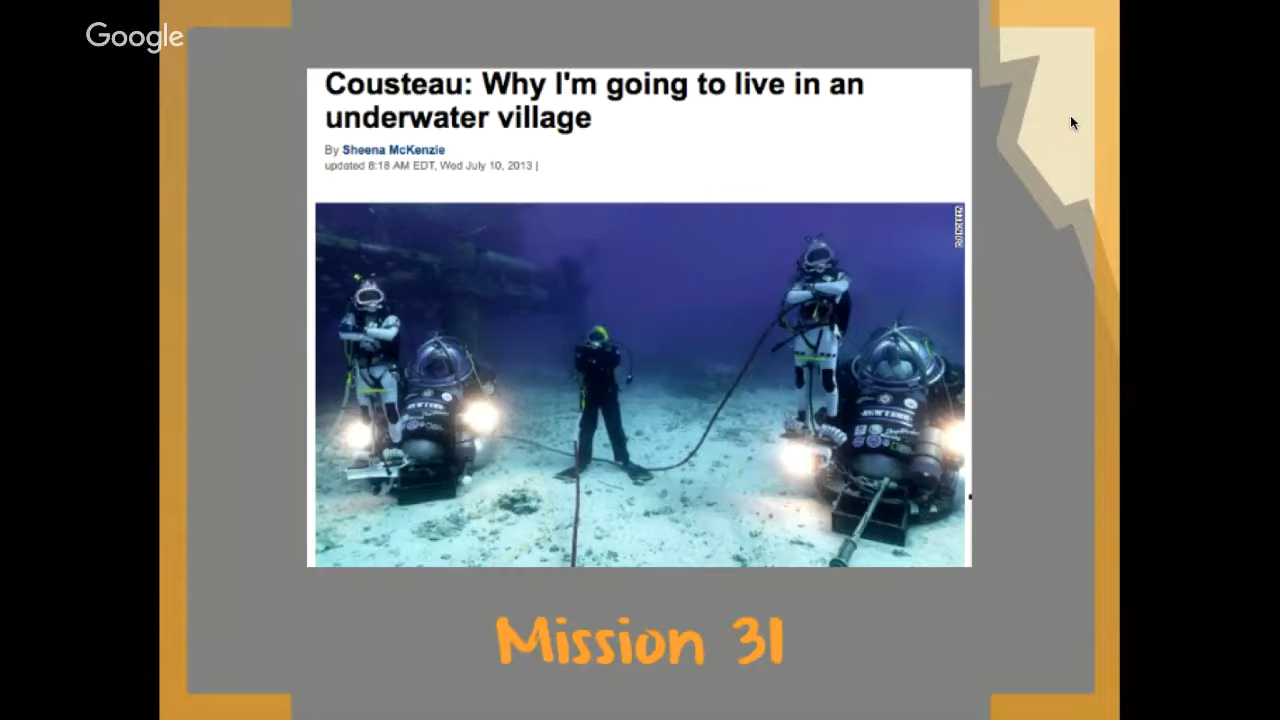 Google
Cousteau: Why I'm going to live in an
underwater village
By Sheena McKenzie
updated 8:18 AM EDT, Wed July 10, 2013 |
Mission 31